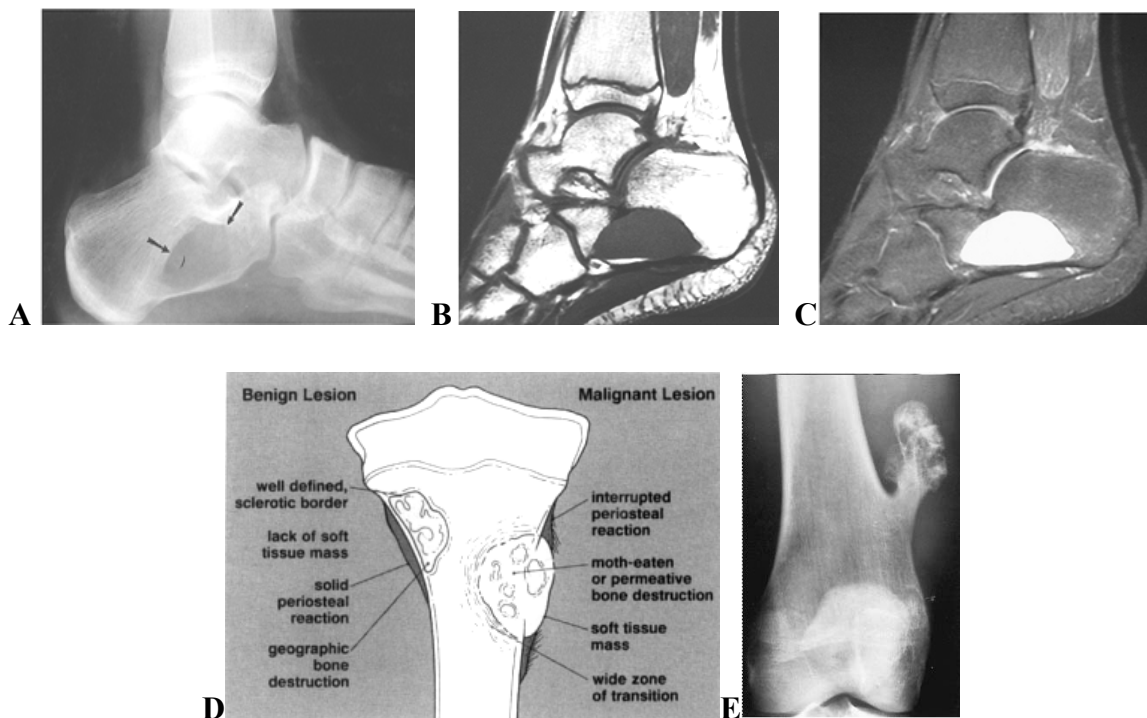 A
B
C
Benign Lesion
Malignant Lesion
well defined,
sclerotic border
lack of soft
tissue mass
solid
periosteal
reaction
geographic
bone
destruction
interrupted
periosteal
reaction
moth-eaten
or permeative
bone destruction
soft tissue
mass
wide zone
of transition
D
E